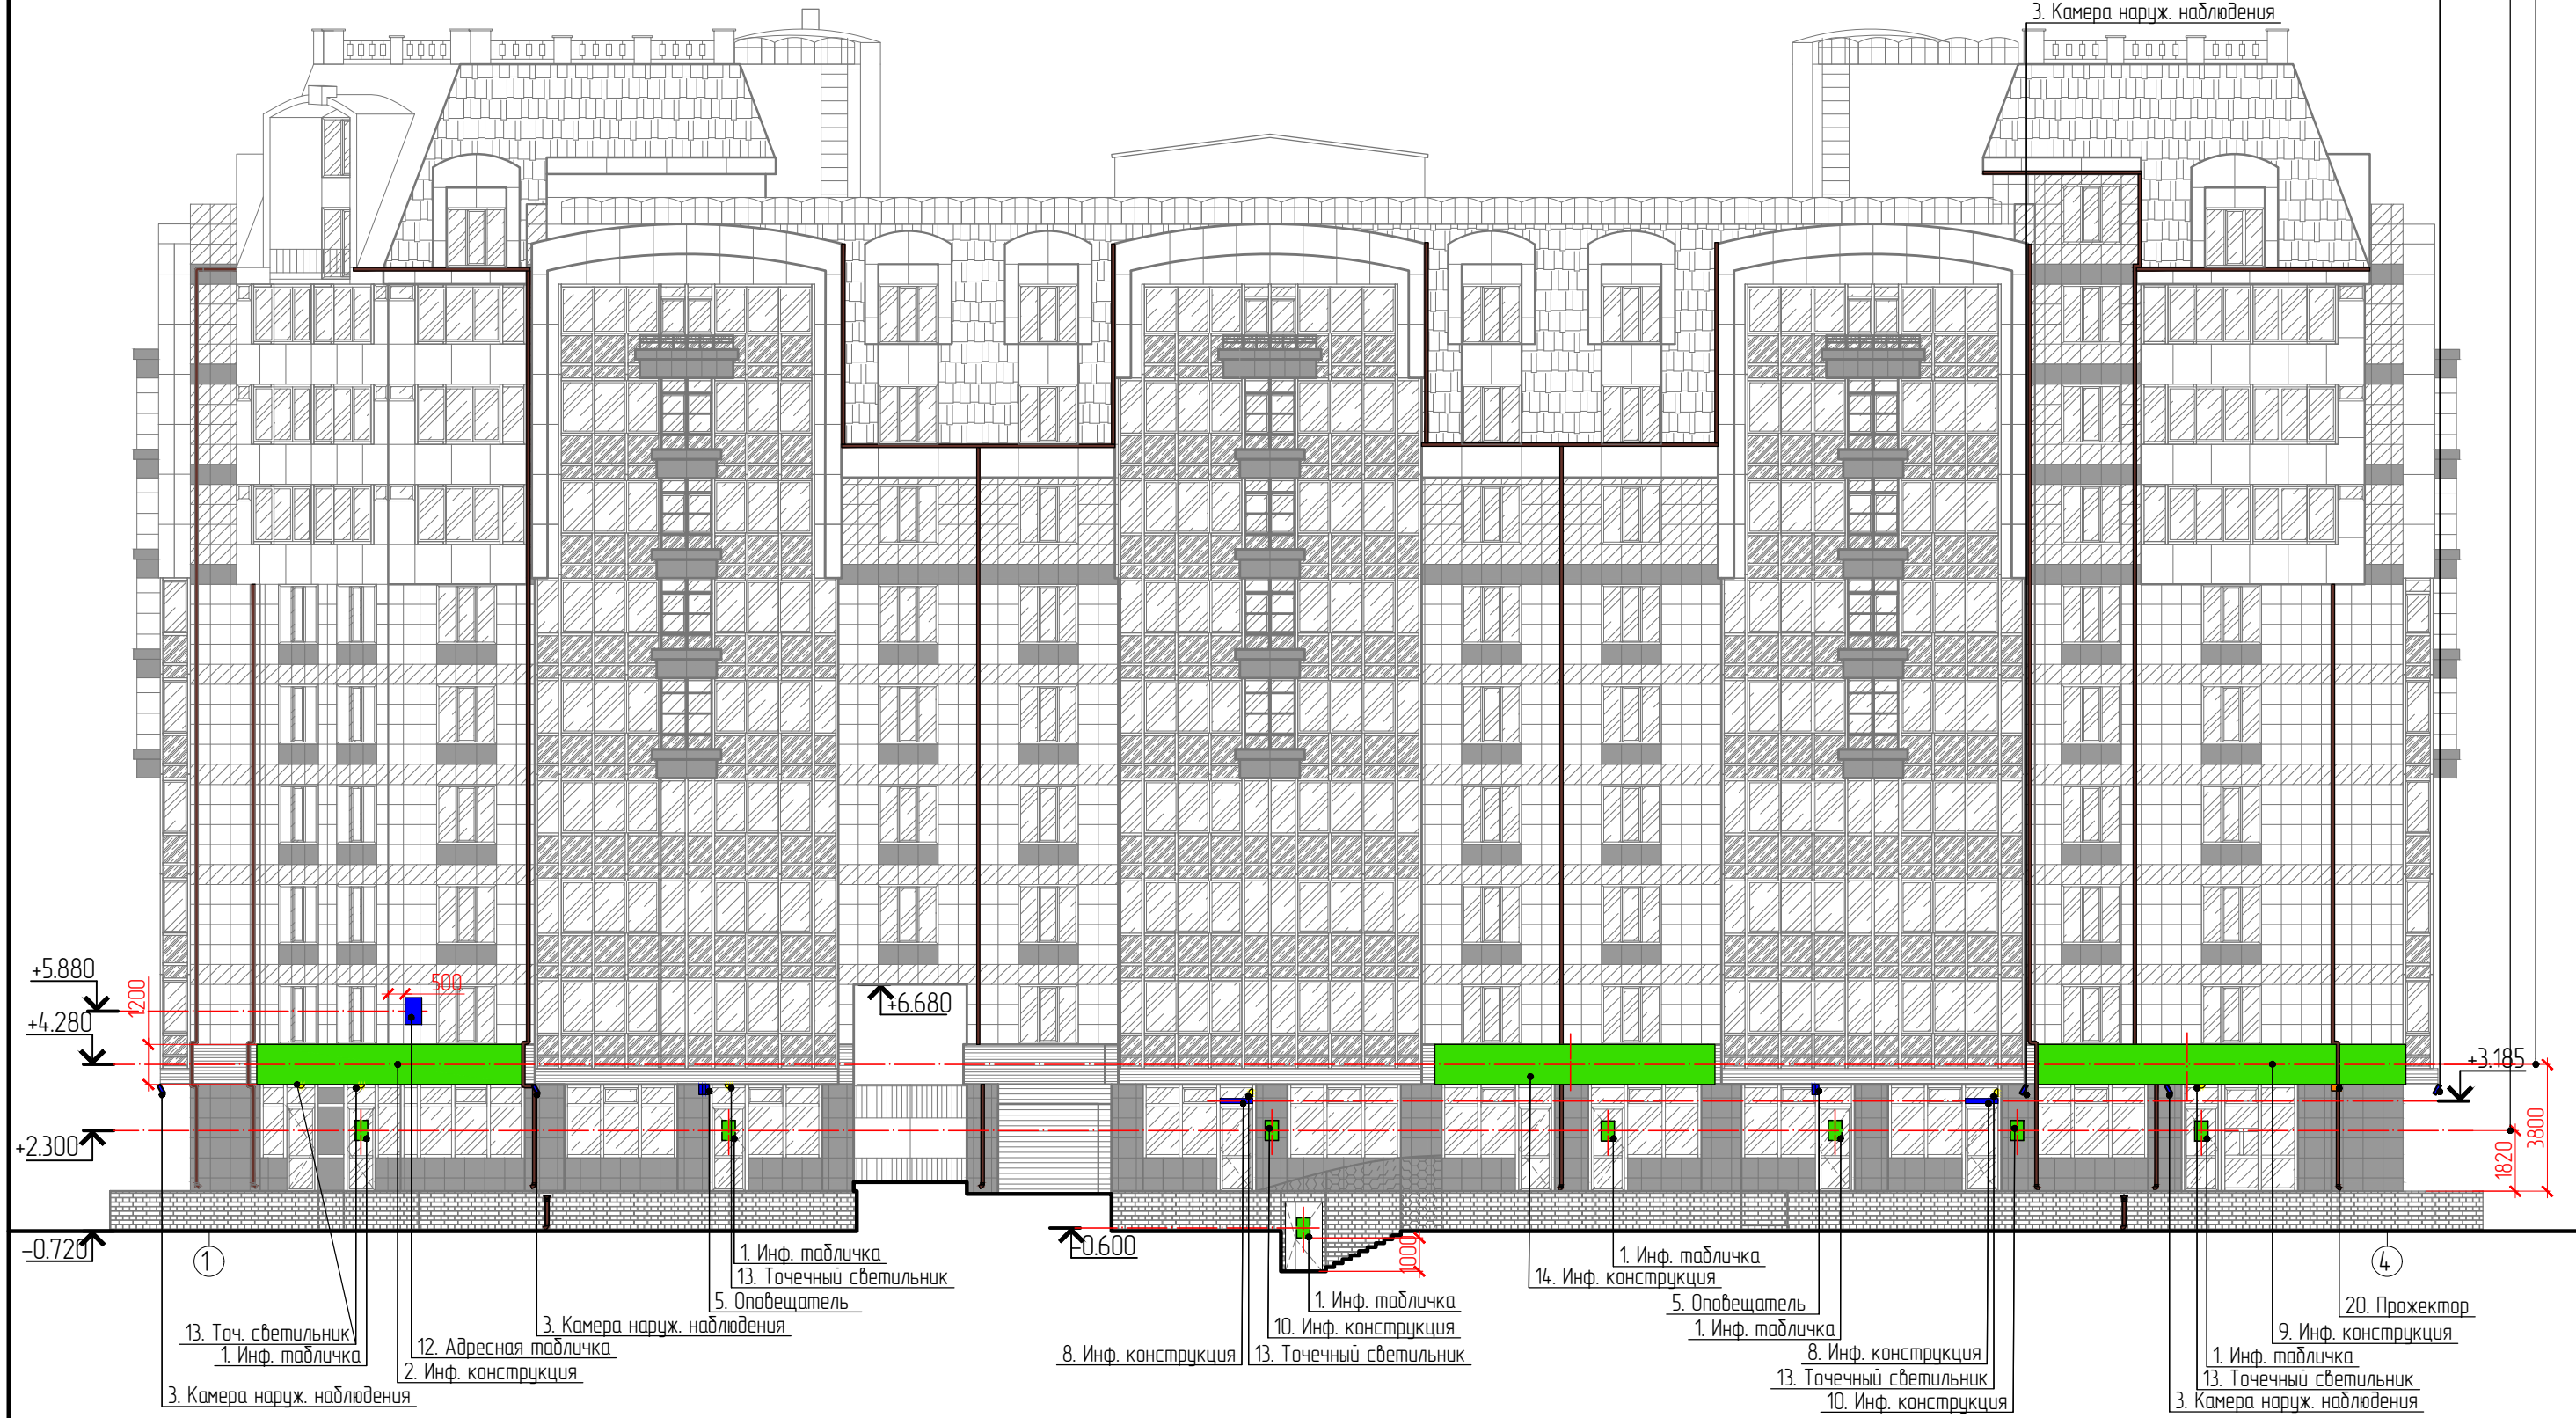 3. Камера наруж. наблюдения
+5.880
1200
500
+4.280
+6.680
+3.185
+2.300
3800
1820
-0.720
1
-0.600
1000
4
1. Инф. табличка
13. Точечный светильник
5. Оповещатель
3. Камера наруж. наблюдения
13. Точ. светильник
1. Инф. табличка
12. Адресная табличка
2. Инф. конструкция
3. Камера наруж. наблюдения
1. Инф. табличка
10. Инф. конструкция
8. Инф. конструкция
13. Точечный светильник
1. Инф. табличка
14. Инф. конструкция
5. Оповещатель
1. Инф. табличка
8. Инф. конструкция
13. Точечный светильник
10. Инф. конструкция
20. Прожектор
9. Инф. конструкция
1. Инф. табличка
13. Точечный светильник
3. Камера наруж. наблюдения